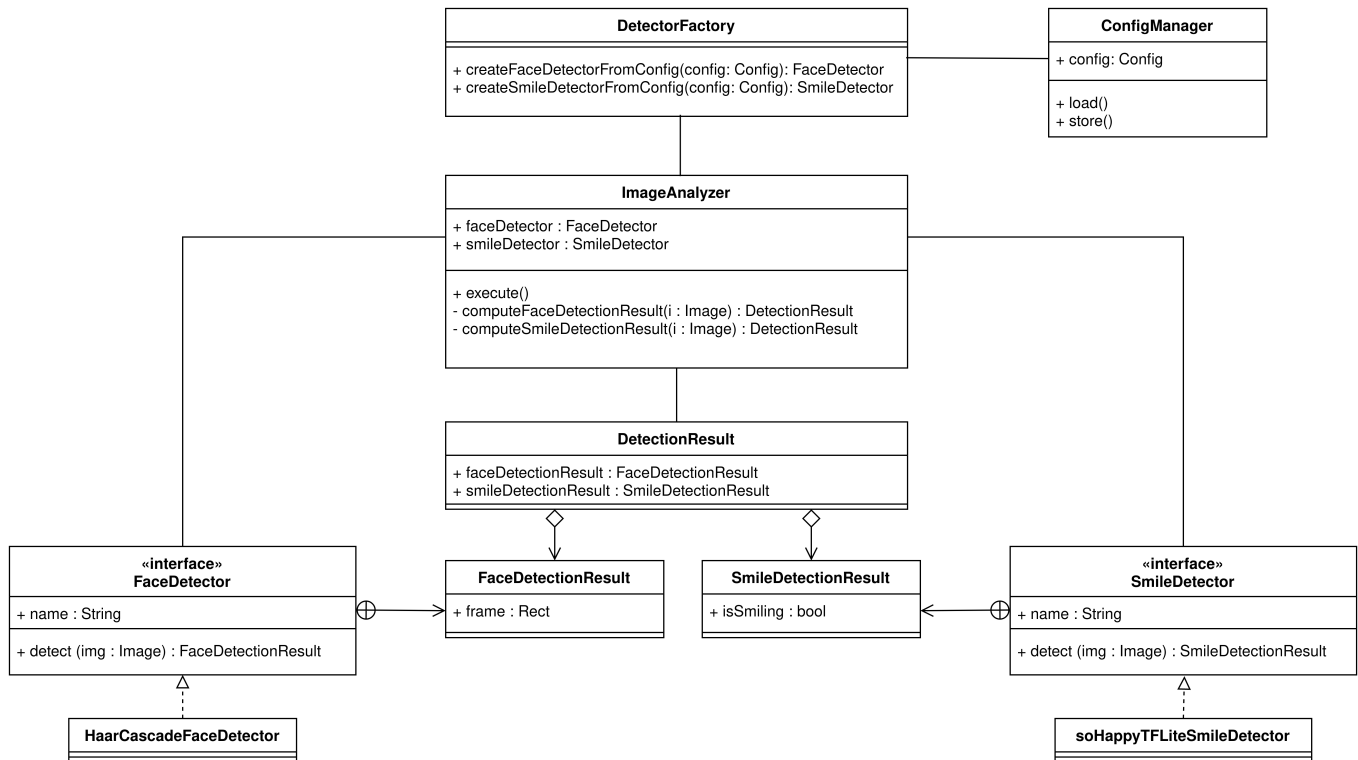 DetectorFactory
+ createFaceDetectorFromConfig(config: Config): FaceDetector
+ createSmileDetectorFromConfig(config: Config): SmileDetector
ConfigManager
+ config: Config
+ load()
+ store()
ImageAnalyzer
+ faceDetector : FaceDetector
+ smileDetector : SmileDetector
+ execute()
- computeFaceDetectionResult(i : Image) : DetectionResult
- computeSmileDetectionResult(i : Image) : DetectionResult
DetectionResult
+ faceDetectionResult : FaceDetectionResult
+ smileDetectionResult : SmileDetectionResult
«interface»
FaceDetector
+ name : String
+ detect (img : Image) : FaceDetectionResult
FaceDetectionResult
+ frame : Rect
SmileDetectionResult
+ isSmiling : bool
«interface»
SmileDetector
+ name : String
+ detect (img : Image) : SmileDetectionResult
HaarCascadeFaceDetector
soHappyTFLiteSmileDetector